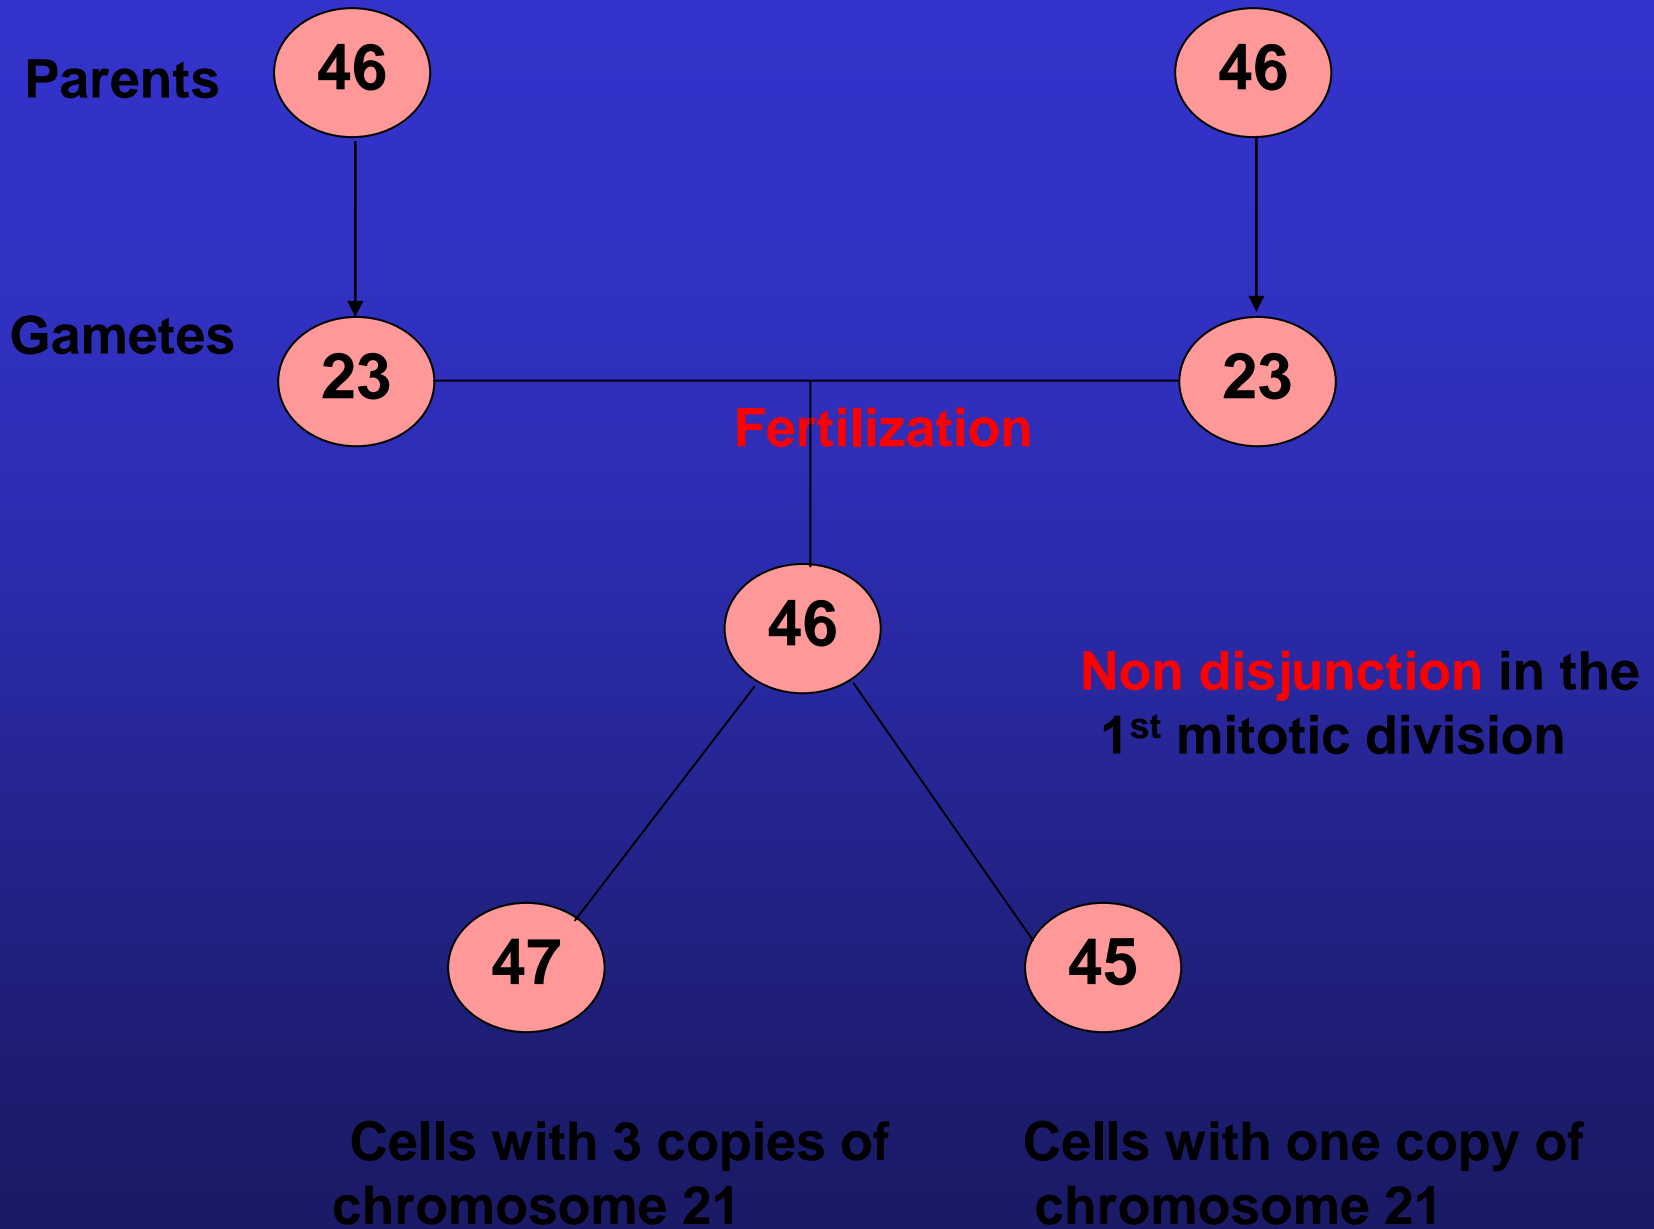 Parents 46 46
Gametes
23 23
Fertilization
46
Non disjunction in the
1st mitotic division
47 45
Cells with 3 copies of
chromosome 21
Cells with one copy of
chromosome 21